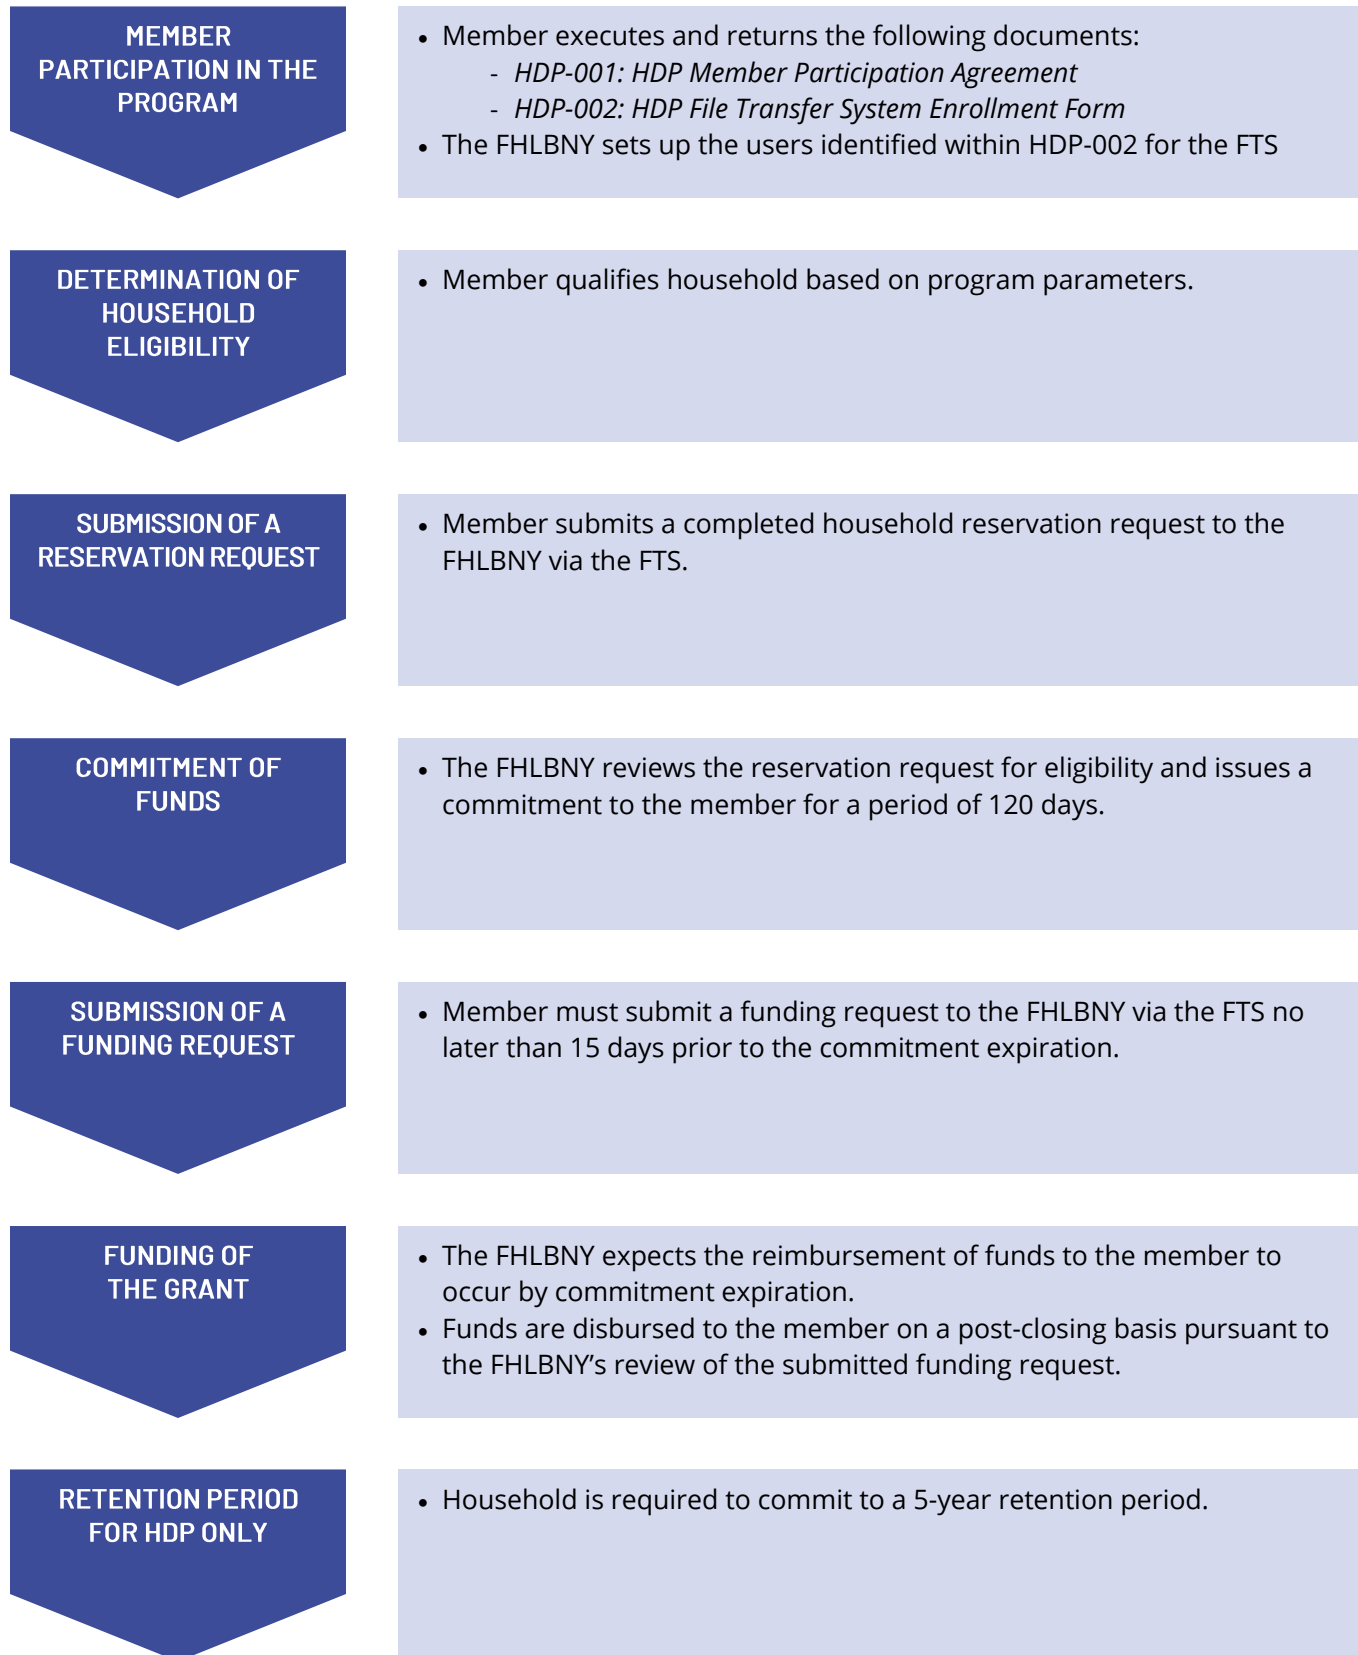 MEMBER
PARTICIPATION IN THE
PROGRAM
• Member executes and returns the following documents:
- HDP-001: HDP Member Participation Agreement
- HDP-002: HDP File Transfer System Enrollment Form
• The FHLBNY sets up the users identified within HDP-002 for the FTS
DETERMINATION OF
HOUSEHOLD
ELIGIBILITY
• Member qualifies household based on program parameters.
SUBMISSION OF A
RESERVATION REQUEST
• Member submits a completed household reservation request to the
FHLBNY via the FTS.
COMMITMENT OF
FUNDS
• The FHLBNY reviews the reservation request for eligibility and issues a
commitment to the member for a period of 120 days.
SUBMISSION OF A
FUNDING REQUEST
• Member must submit a funding request to the FHLBNY via the FTS no
later than 15 days prior to the commitment expiration.
FUNDING OF
THE GRANT
• The FHLBNY expects the reimbursement of funds to the member to
occur by commitment expiration.
• Funds are disbursed to the member on a post-closing basis pursuant to
the FHLBNY’s review of the submitted funding request.
RETENTION PERIOD
FOR HDP ONLY
• Household is required to commit to a 5-year retention period.